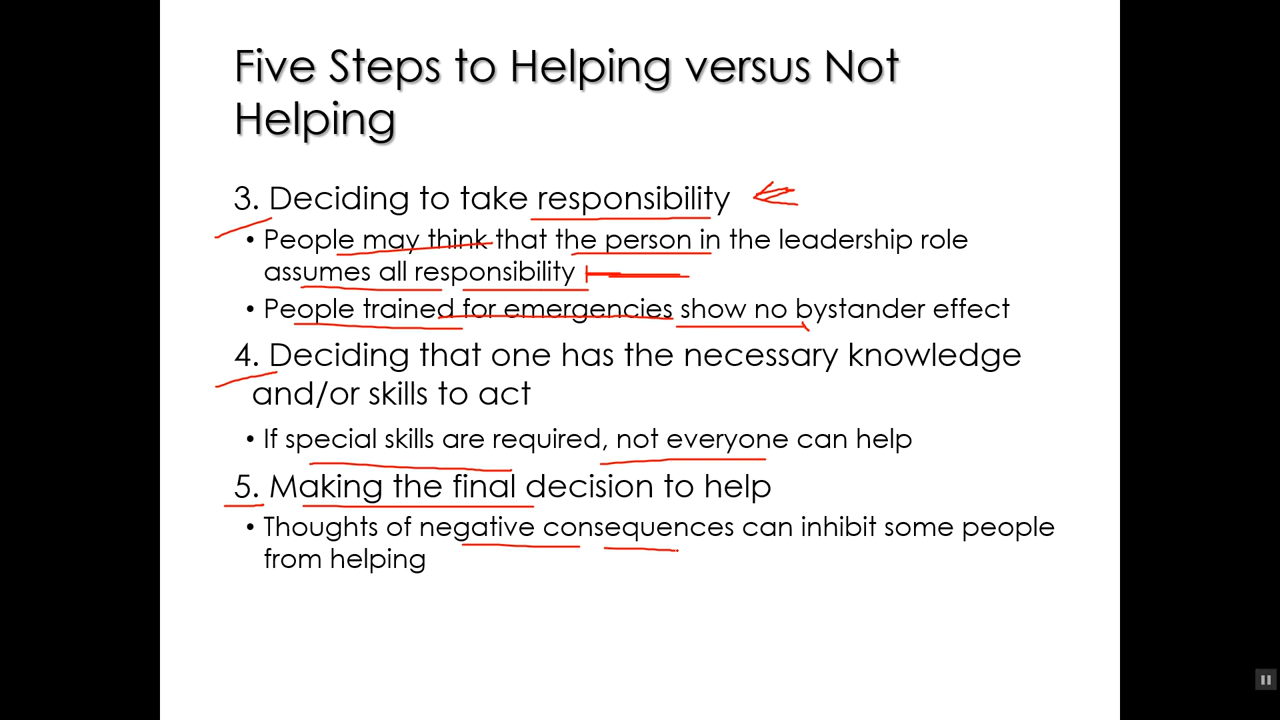 Five Steps to Helping versus Not
Helping
3. Deciding to take responsibility
• People may think that the person in the leadership role
assumes all responsibility
• People trained for emergencies show no bystander effect
4. Deciding that one has the necessary knowledge
and/or skills to act
• If special skills are required, not everyone can help
5. Making the final decision to help
• Thoughts of negative consequences can inhibit some people
from helping